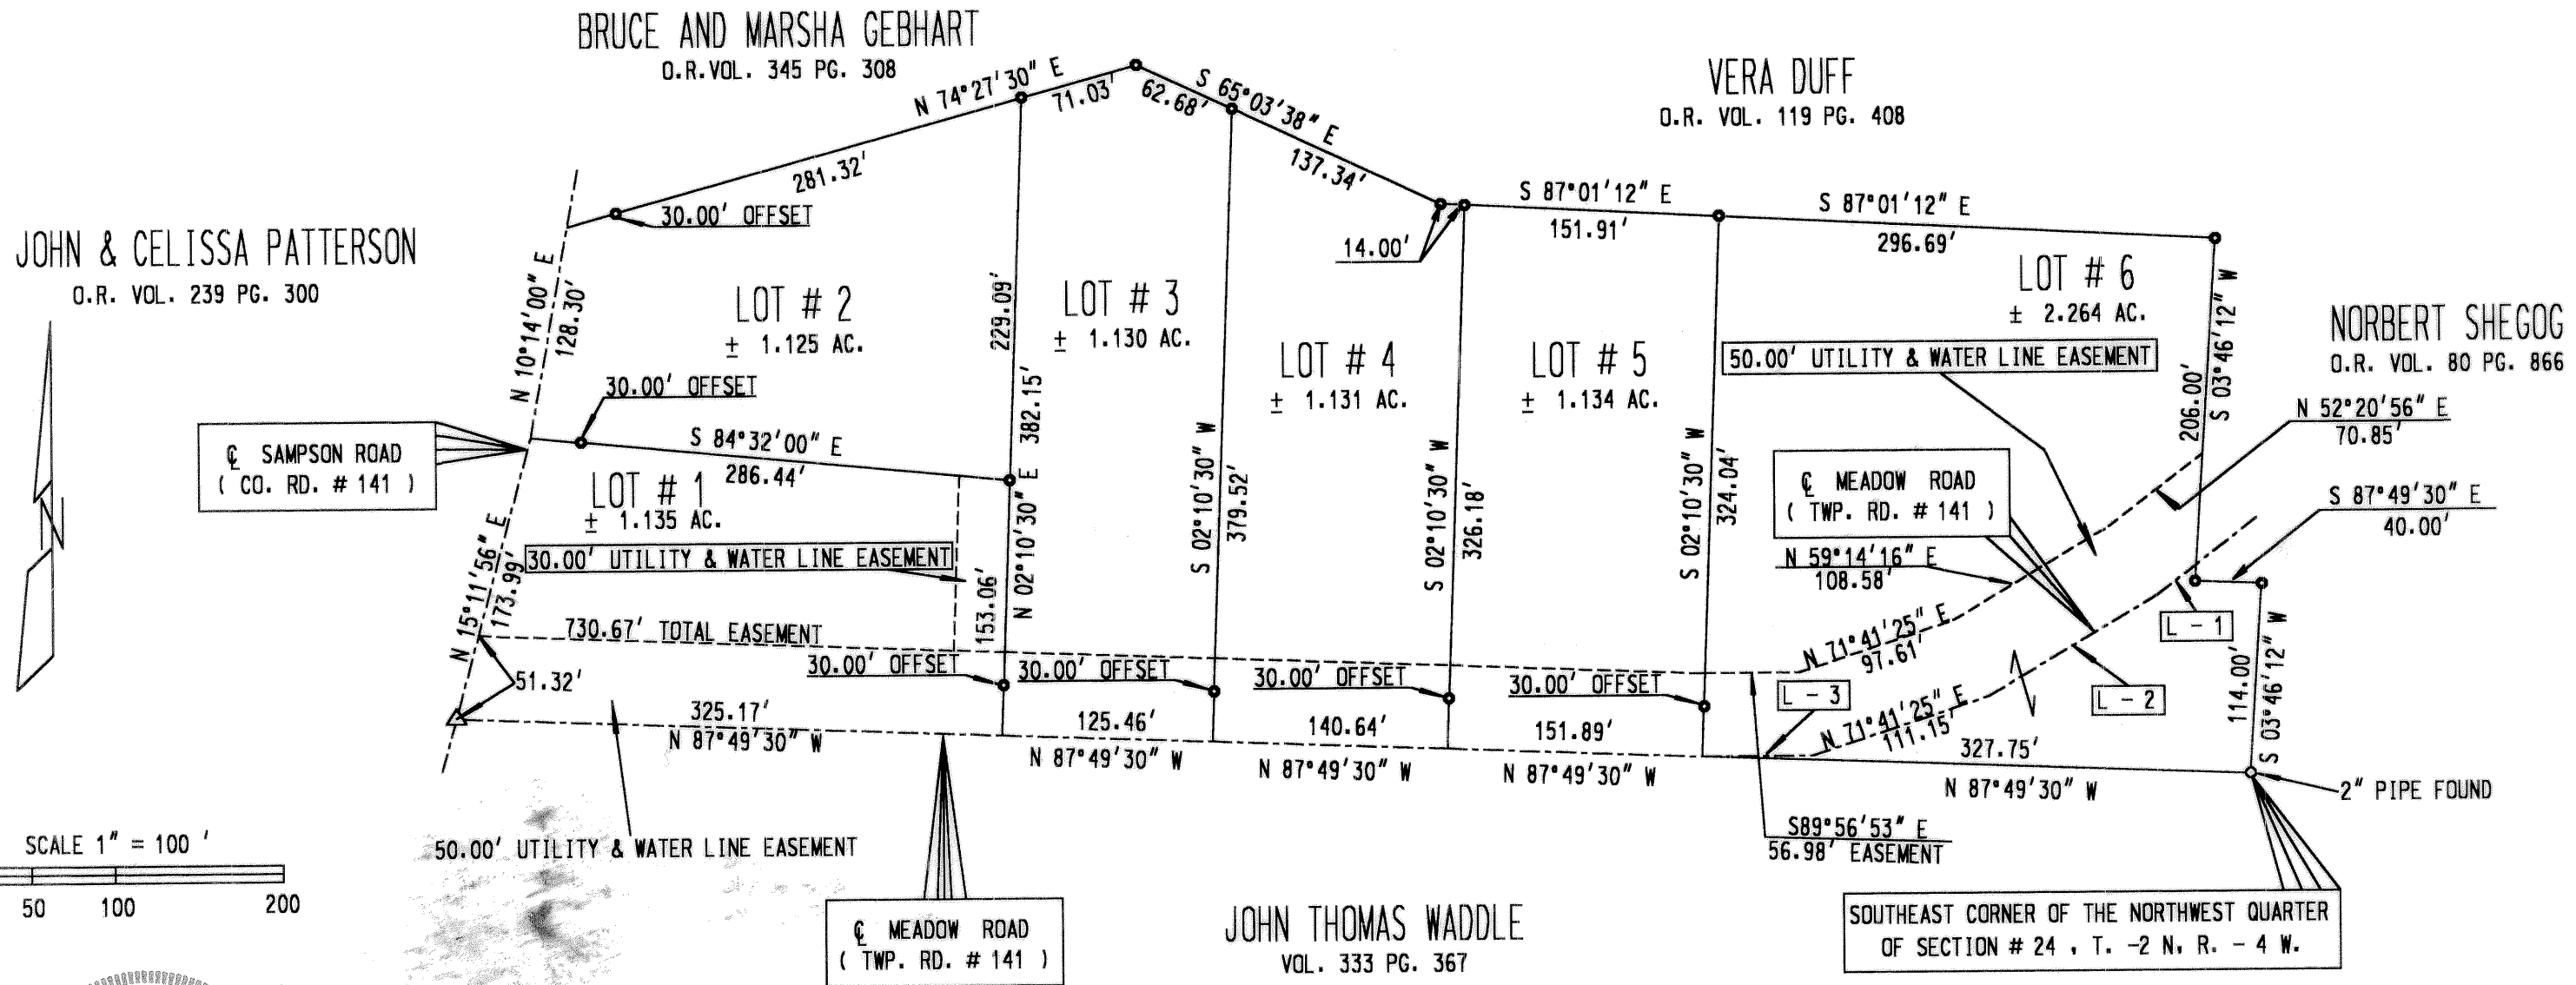 BRUCE AND MARSHA GEBHART
O.R.VOL. 345 PG. 308
VERA DUFF
O.R. VOL. 119 PG. 408
JOHN & CELISSA PATTERSON
O.R. VOL. 239 PG. 300
NORBERT SHEGOG
O.R. VOL. 80 PG. 866
N 74°27'30" E
281.32'
71.03'
62.68'
S 65°03'38" E
137.34'
14.00'
S 87°01'12" E
151.91'
S 87°01'12" E
296.69'
30.00' OFFSET
N 10°14'00" E
128.30'
LOT # 2
± 1.125 AC.
229.09'
LOT # 3
± 1.130 AC.
LOT # 4
± 1.131 AC.
LOT # 5
± 1.134 AC.
LOT # 6
± 2.264 AC.
50.00' UTILITY & WATER LINE EASEMENT
S 03°46'12" W
206.00'
N 52°20'56" E
70.85'
S 87°49'30" E
40.00'
30.00' OFFSET
S 84°32'00" E
286.44'
℄ SAMPSON ROAD
( CO. RD. # 141 )
LOT # 1
± 1.135 AC.
30.00' UTILITY & WATER LINE EASEMENT
N 15°11'56" E
173.99'
N 02°10'30" E 382.15'
153.06'
S 02°10'30" W
379.52'
S 02°10'30" W
326.18'
S 02°10'30" W
324.04'
℄ MEADOW ROAD
( TWP. RD. # 141 )
N 59°14'16" E
108.58'
N 71°41'25" E
97.61'
L - 1
L - 2
L - 3
N 71°41'25" E
111.15'
114.00'
S 03°46'12" W
730.67' TOTAL EASEMENT
51.32'
30.00' OFFSET
30.00' OFFSET
30.00' OFFSET
30.00' OFFSET
325.17'
N 87°49'30" W
125.46'
N 87°49'30" W
140.64'
N 87°49'30" W
151.89'
N 87°49'30" W
327.75'
N 87°49'30" W
2" PIPE FOUND
S89°56'53" E
56.98' EASEMENT
50.00' UTILITY & WATER LINE EASEMENT
N
SCALE 1" = 100 '
50 100 200
℄ MEADOW ROAD
( TWP. RD. # 141 )
JOHN THOMAS WADDLE
VOL. 333 PG. 367
SOUTHEAST CORNER OF THE NORTHWEST QUARTER
OF SECTION # 24 , T. -2 N, R. - 4 W.